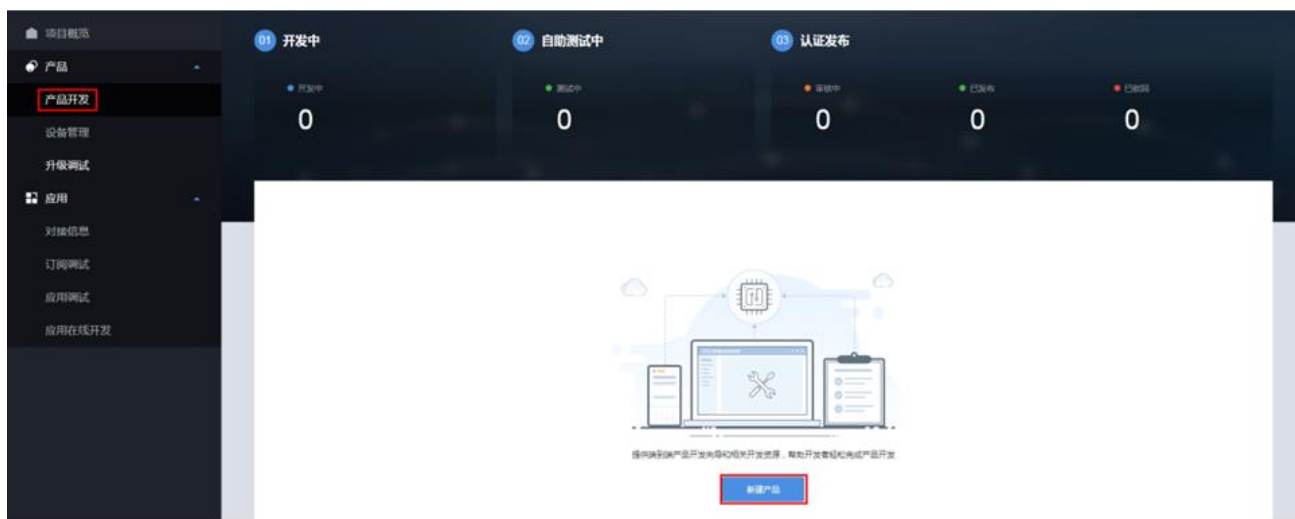 项目概览
产品
产品开发
设备管理
升级调试
应用
对接信息
订阅调试
应用调试
应用在线开发
01 开发中
开发中
0
02 自助测试中
测试中
0
03 认证发布
审核中 已发布 已驳回
0 0 0
提供端到端产品开发向导和相关开发资源，帮助开发者轻松完成产品开发
新建产品